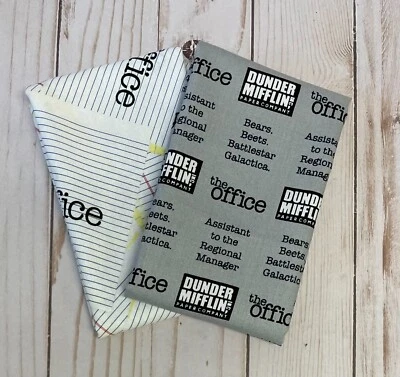 the
office
office
DUNDER
MIFFLIN INC
PAPER COMPANY
the
office
Bears.
Beets.
Battlestar
Galactica.
Assistant
to the
Regional
Manager
Assistant
to the
Regional
Manager
DUNDER
MIFFLIN INC
PAPER COMPANY
the
office
DUNDER
MIFFLIN INC
PAPER COMPANY
Bears.
Beets.
Battlestar
Galactica.
Assistant
to the
Regional
Manager
Bears.
Beets.
Battlestar
Galactica.
the
office
DUNDER
MIFFLIN INC
PAPER COMPANY
the
office